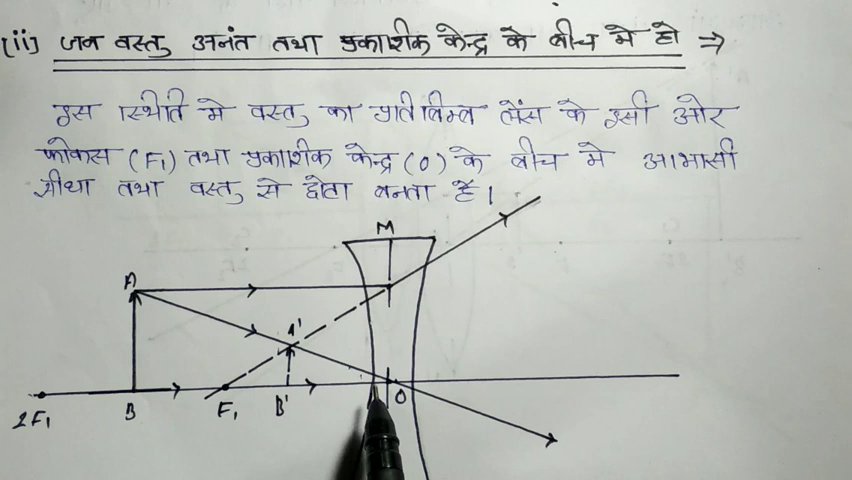 (ii) जब वस्तु अनंत तथा प्रकाशीक केन्द्र के बीच मे हो ⇒
इस स्थिति मे वस्तु का प्रतिबिम्ब लेंस के इसी ओर
फोकस (F₁) तथा प्रकाशीक केन्द्र (O) के बीच मे आभासी
सीधा तथा वस्तु से छोटा बनता है।
M
A
A'
2F₁ B F₁ B' O